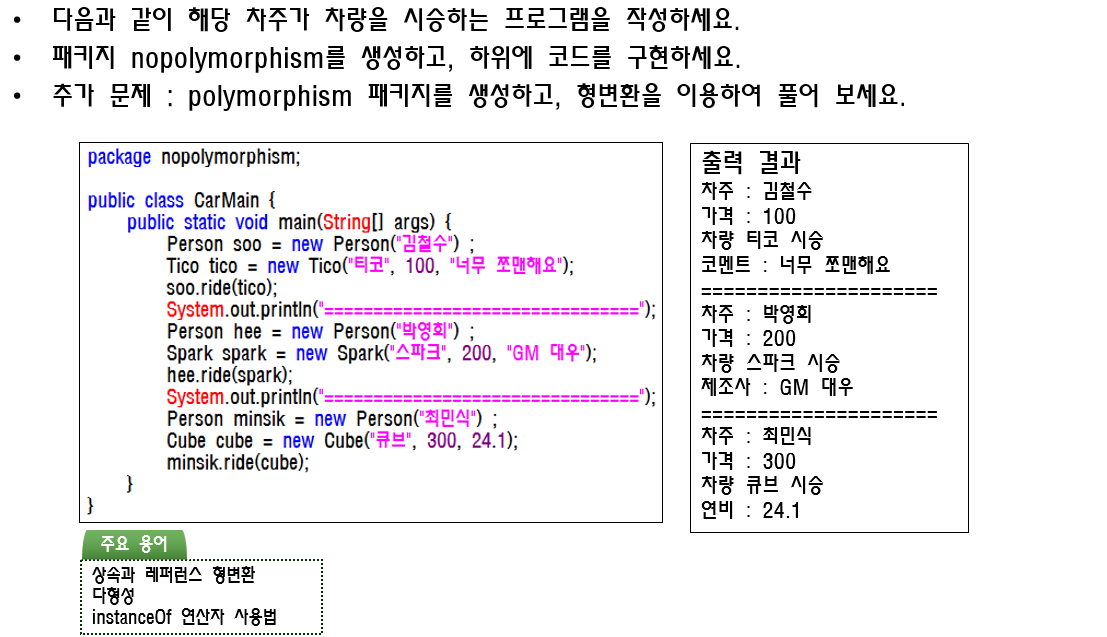 • 다음과 같이 해당 차주가 차량을 시승하는 프로그램을 작성하세요.
• 패키지 nopolymorphism를 생성하고, 하위에 코드를 구현하세요.
• 추가 문제 : polymorphism 패키지를 생성하고, 형변환을 이용하여 풀어 보세요.
package nopolymorphism;
public class CarMain {
public static void main(String[] args) {
Person soo = new Person("김철수") ;
Tico tico = new Tico("티코", 100, "너무 쪼맨해요");
soo.ride(tico);
System.out.println("================================");
Person hee = new Person("박영희") ;
Spark spark = new Spark("스파크", 200, "GM 대우");
hee.ride(spark);
System.out.println("================================");
Person minsik = new Person("최민식") ;
Cube cube = new Cube("큐브", 300, 24.1);
minsik.ride(cube);
}
}
출력 결과
차주 : 김철수
가격 : 100
차량 티코 시승
코멘트 : 너무 쪼맨해요
=====================
차주 : 박영희
가격 : 200
차량 스파크 시승
제조사 : GM 대우
=====================
차주 : 최민식
가격 : 300
차량 큐브 시승
연비 : 24.1
주요 용어
상속과 레퍼런스 형변환
다형성
instanceOf 연산자 사용법